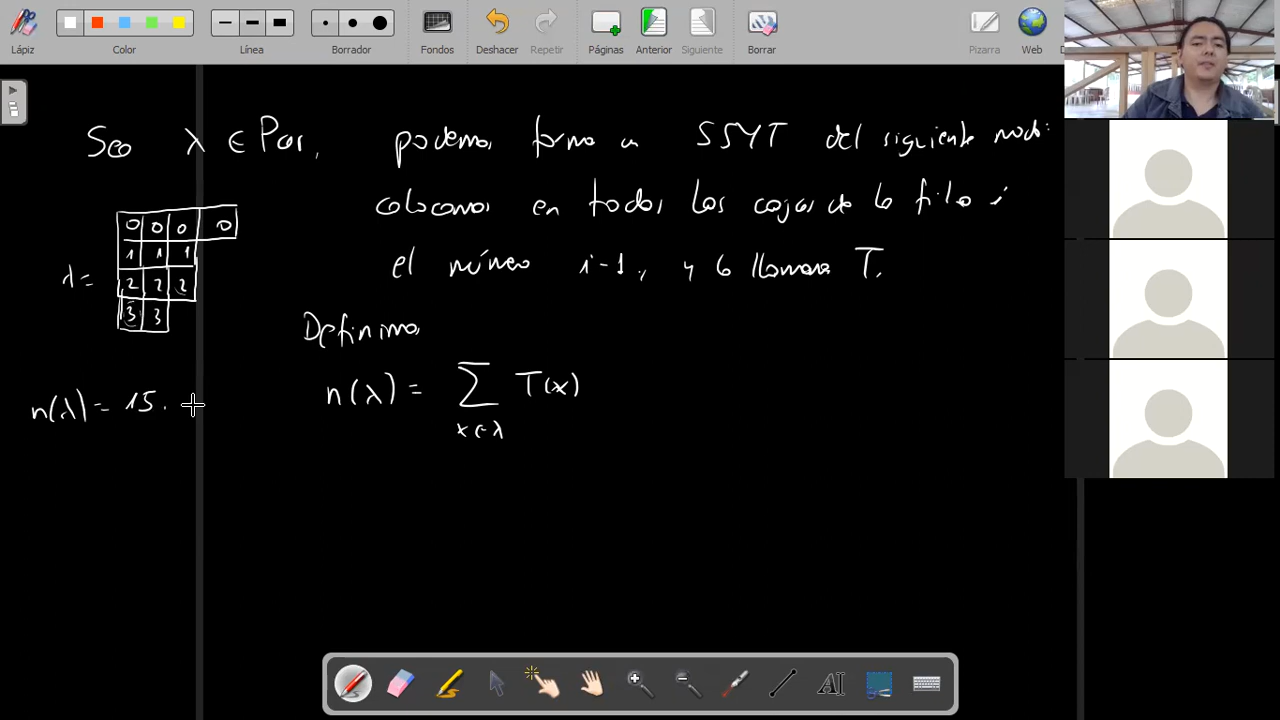 Lápiz Color Línea Borrador Fondos Deshacer Repetir Páginas Anterior Siguiente Borrar Pizarra Web
Sea λ ∈ Par, podemos formar un SSYT del siguiente modo:
colocamos en todas las cajas de la fila i
el número i-1, y lo llamamos T.
0 0 0 0
1 1 1
λ = 2 2 2
3 3
Definimos
n(λ) = Σ T(x)
x∈λ
n(λ) = 15.
AI